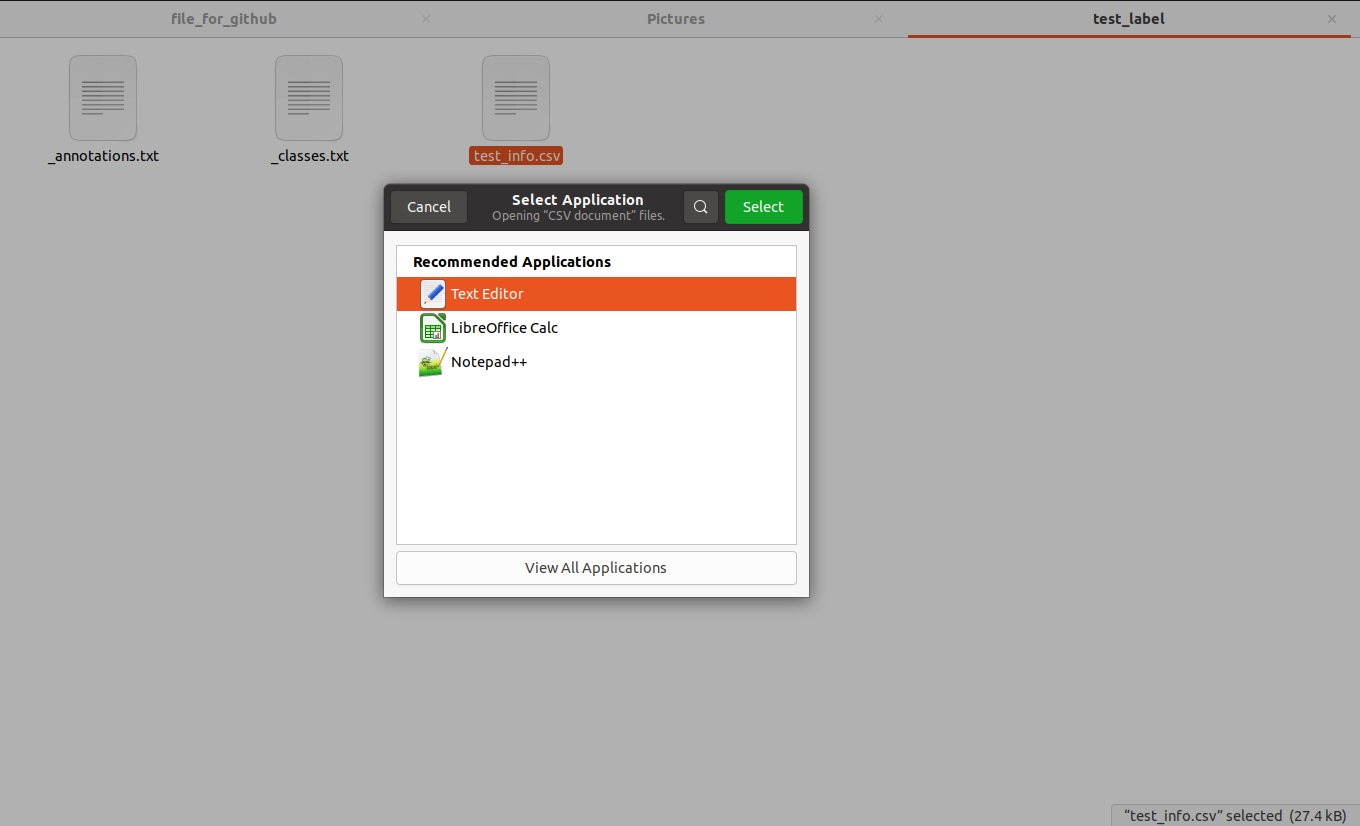 file_for_github
Pictures
test_label
_annotations.txt
_classes.txt
test_info.csv
Cancel
Select Application
Opening “CSV document” files.
Select
Recommended Applications
Text Editor
LibreOffice Calc
Notepad++
View All Applications
“test_info.csv” selected (27.4 kB)